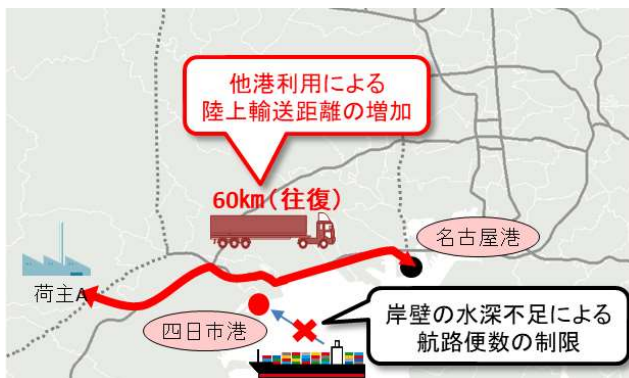 他港利用による
陸上輸送距離の増加
60km(往復)
名古屋港
荷主A
四日市港
岸壁の水深不足による
航路便数の制限